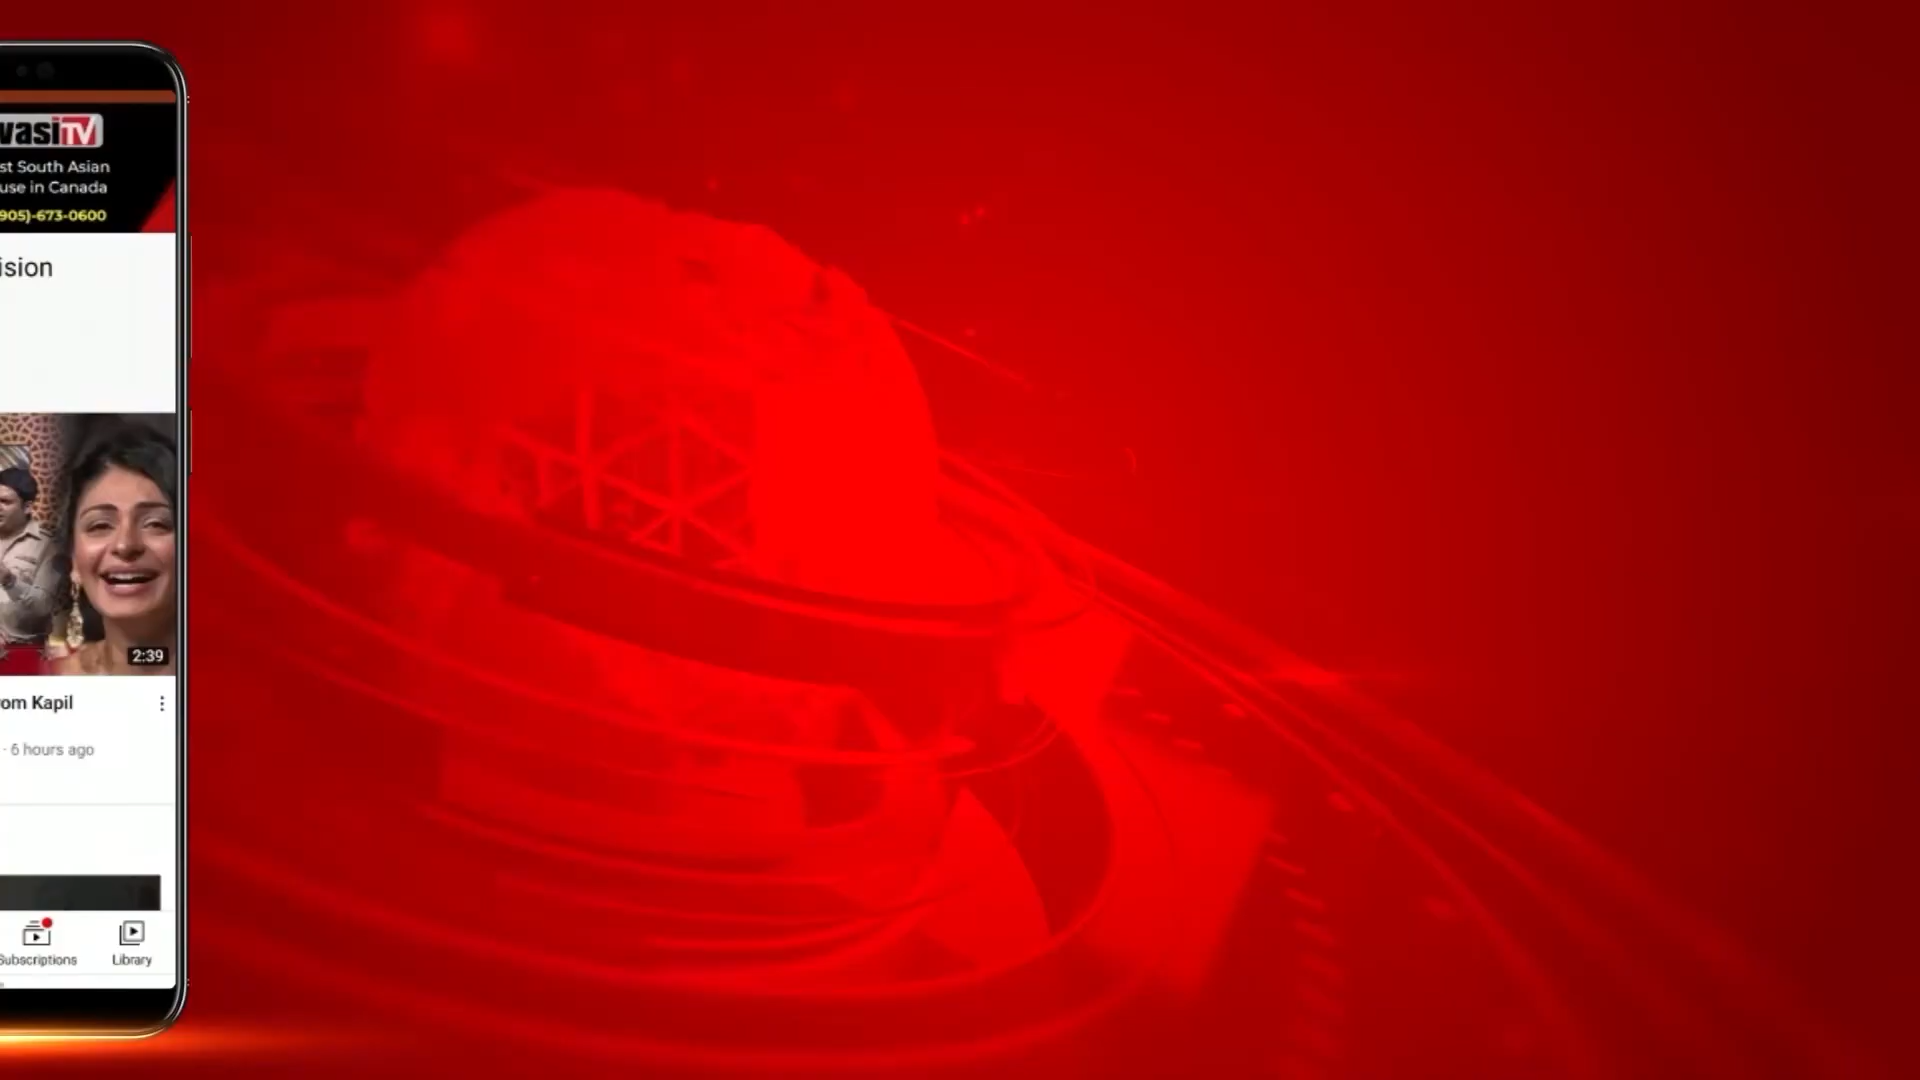 vasiTV
st South Asian
use in Canada
905)-673-0600
ision
2:39
om Kapil
· 6 hours ago
Subscriptions
Library